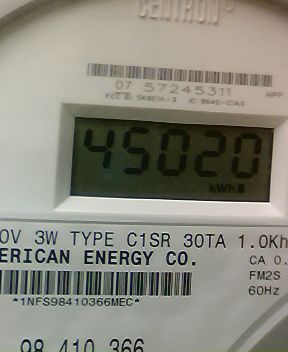 CENTRON
07 57245311
45020
kWh
0V 3W TYPE C1SR 30TA 1.0Kh
ERICAN ENERGY CO.
CA 0.
FM2S
*1NFS98410366MEC*
60Hz
98 410 366